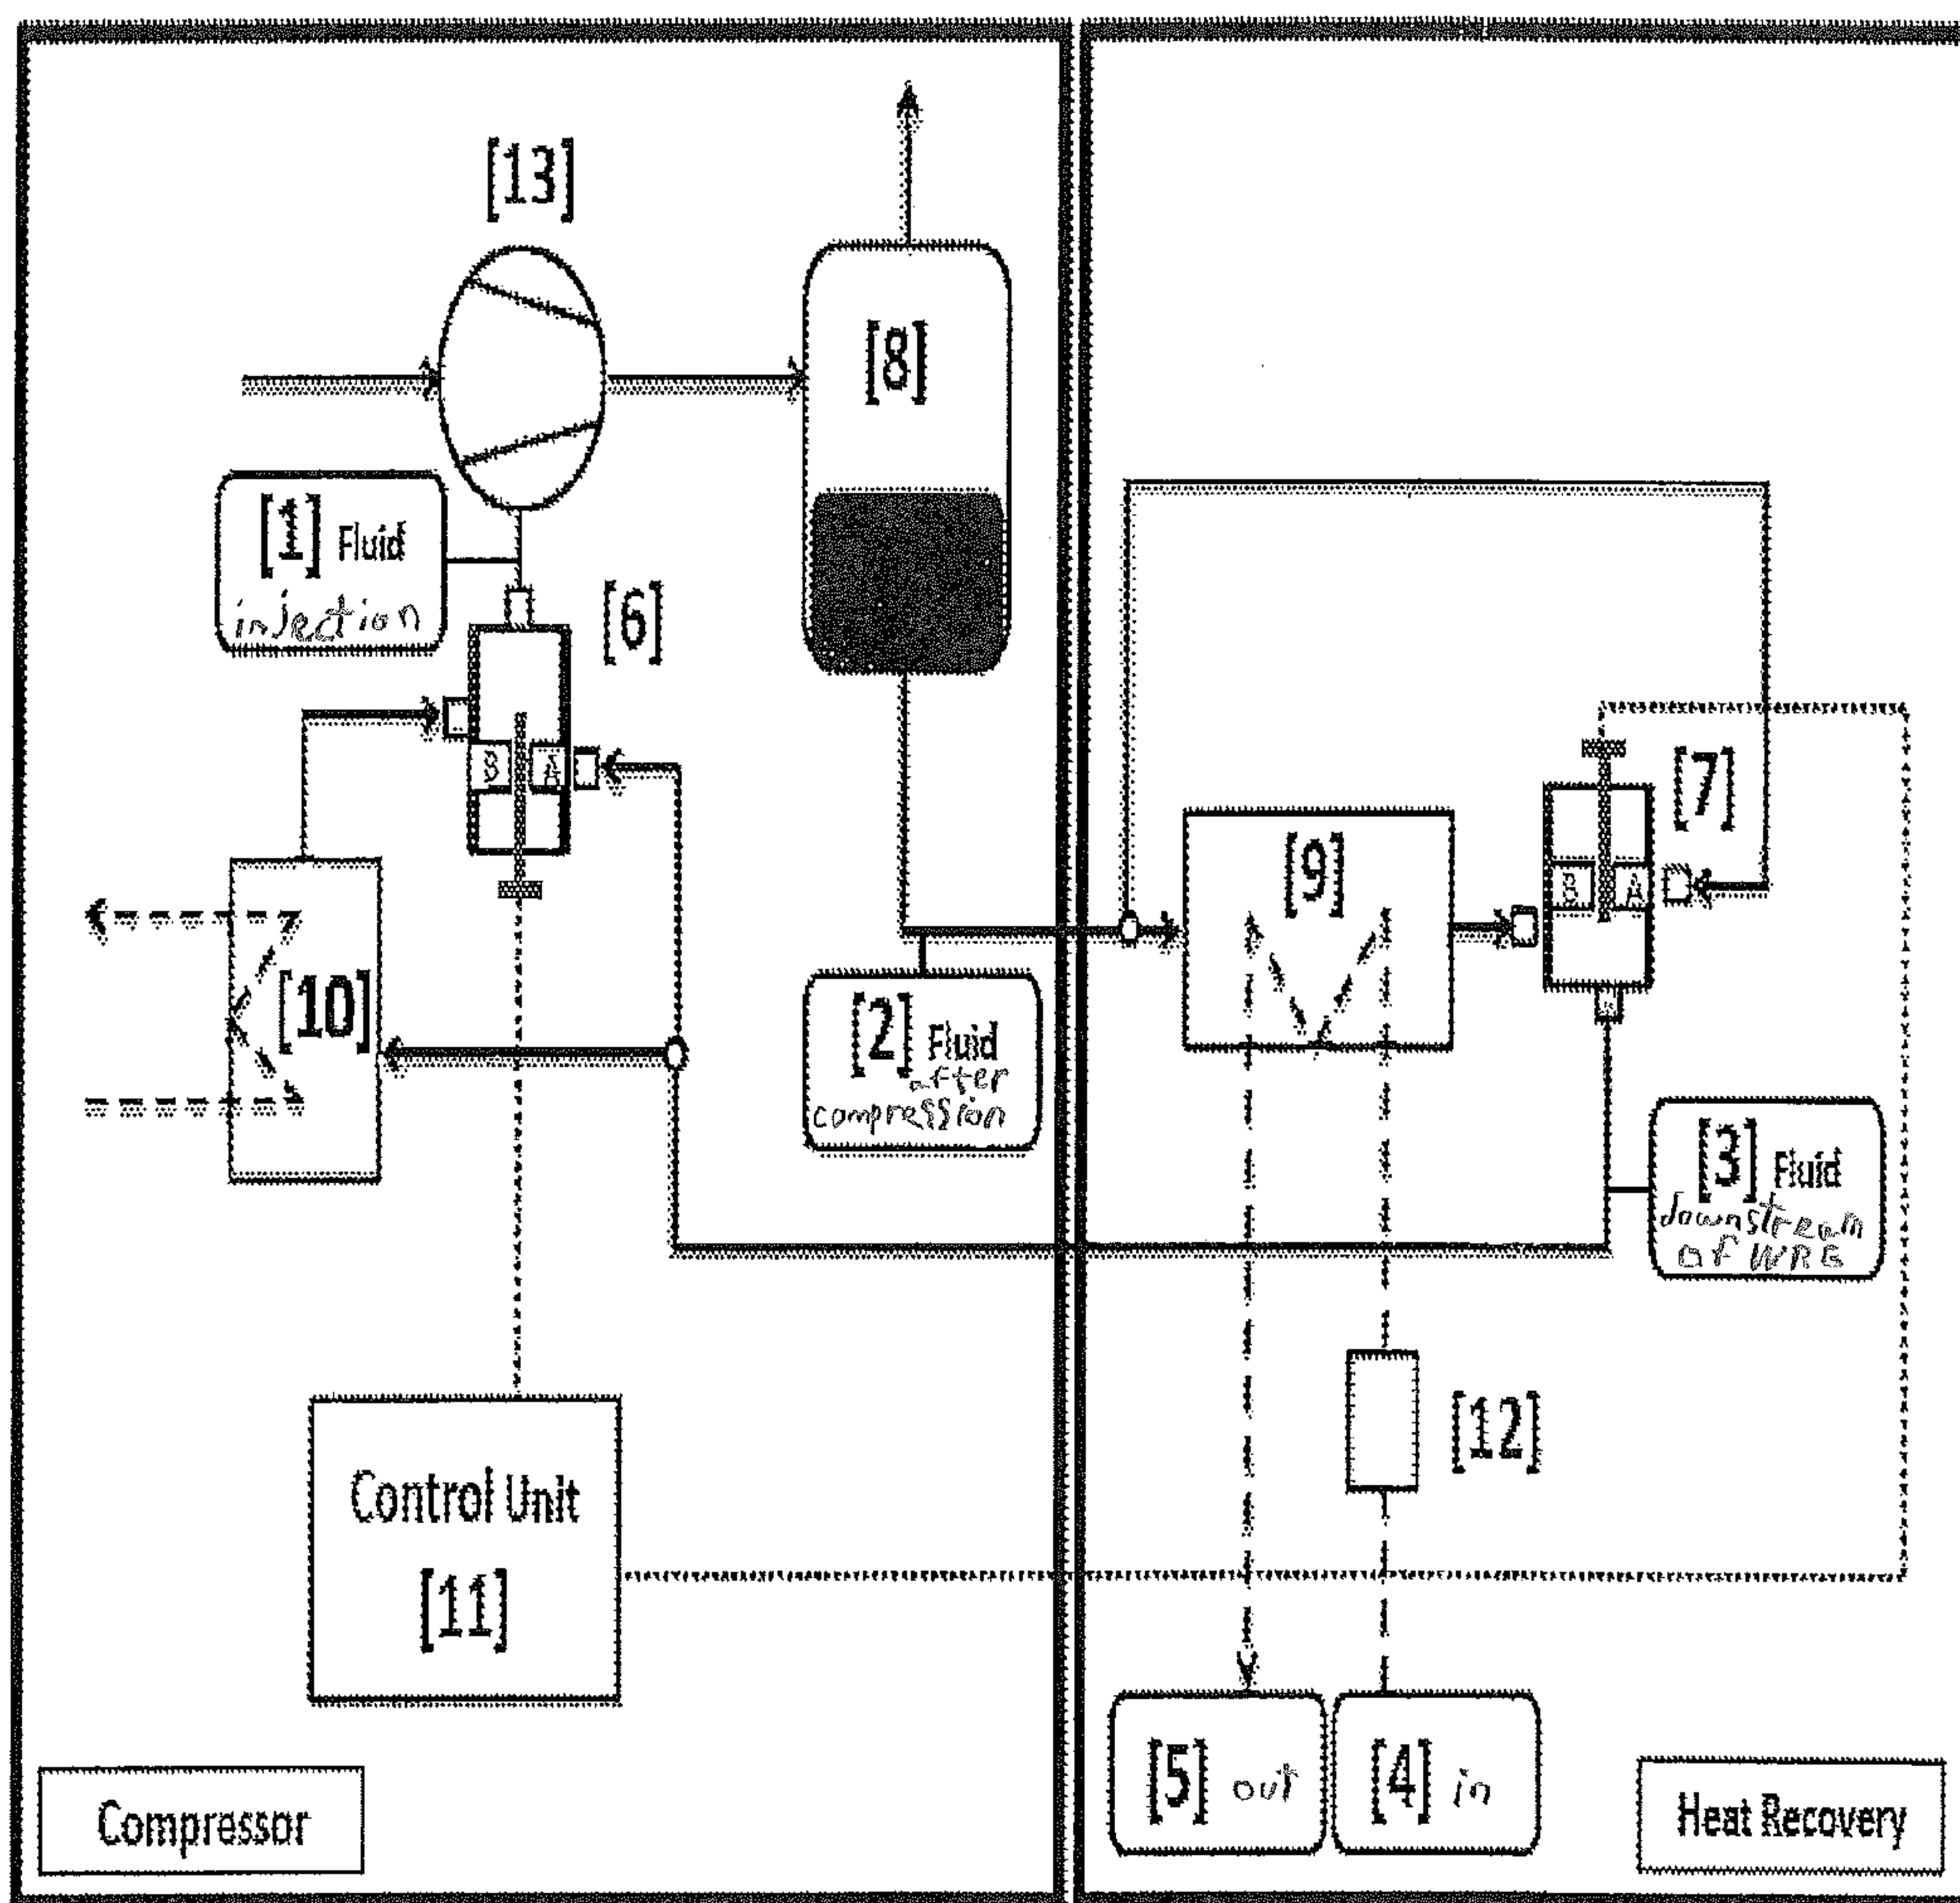 [13]
[8]
[1] Fluid
injection
[6]
B A
[7]
B A
[9]
[10]
[2] Fluid
after
compression
[3] Fluid
downstream
of WRG
[12]
Control Unit
[11]
[5] out
[4] in
Compressor
Heat Recovery